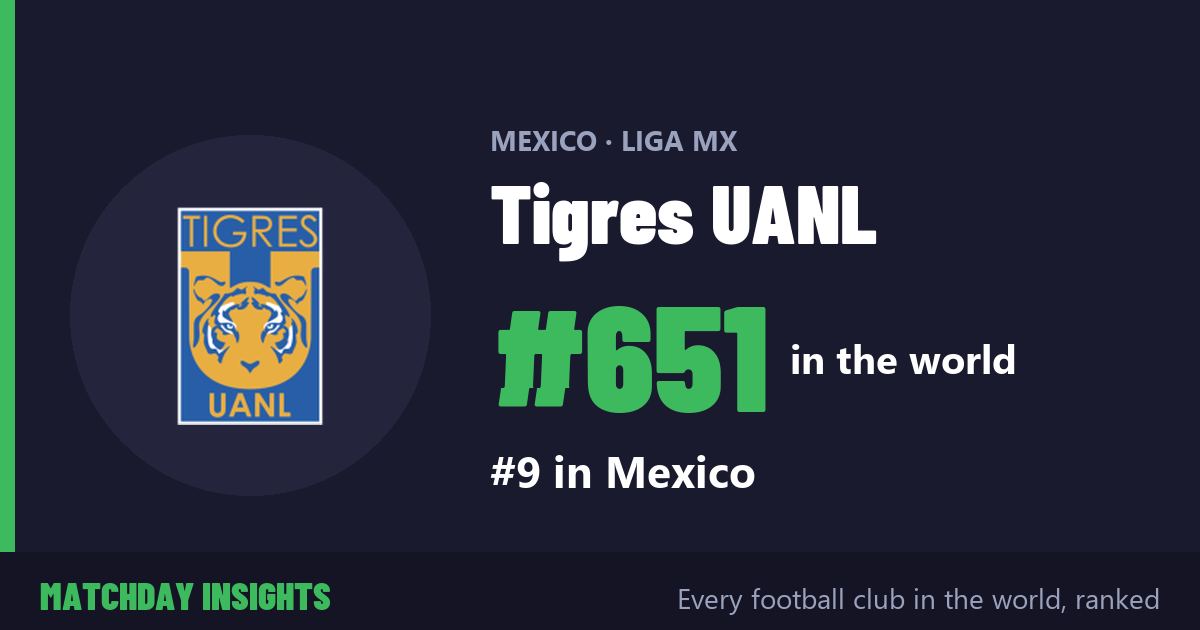 MEXICO · LIGA MX
Tigres UANL
TIGRES
UANL
#651 in the world
#9 in Mexico
MATCHDAY INSIGHTS
Every football club in the world, ranked